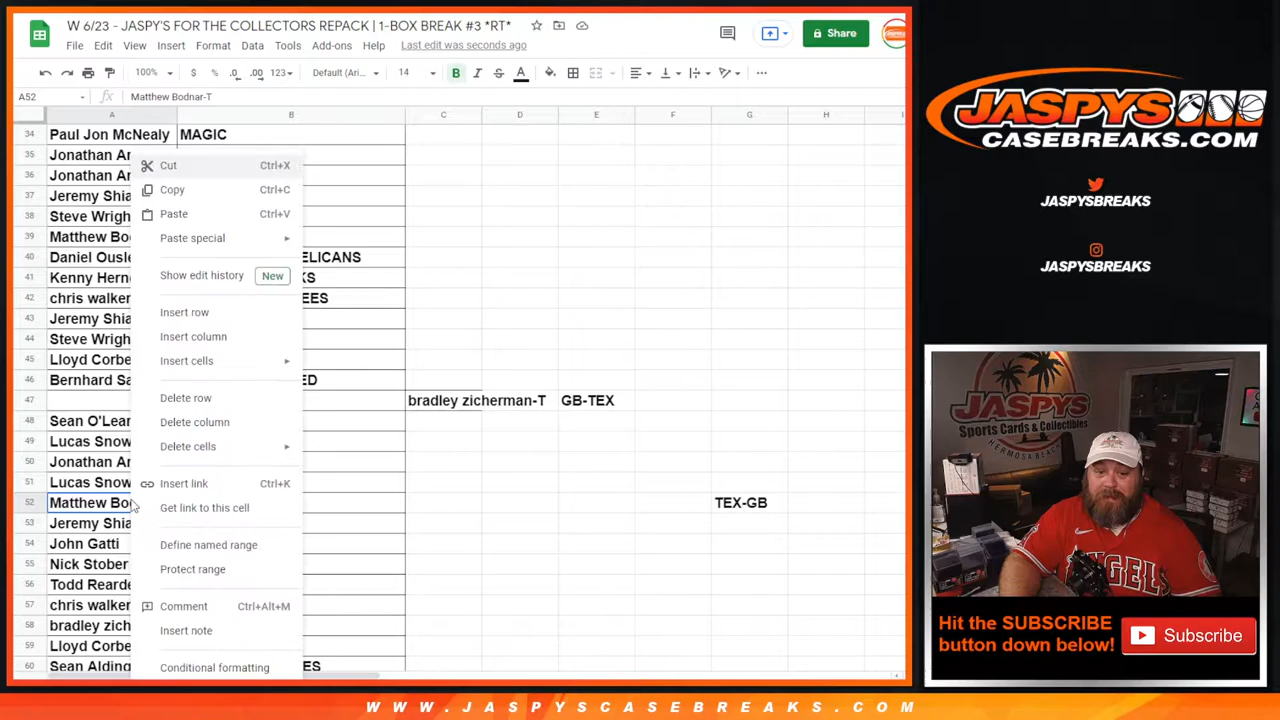 W 6/23 - JASPY'S FOR THE COLLECTORS REPACK | 1-BOX BREAK #3 *RT*
File Edit View Insert Format Data Tools Add-ons Help Last edit was seconds ago
Share
100% $ % .0 .00 123 Default (Ari... 14 B I S A
A52 fx Matthew Bodnar-T
A B C D E F G H
34 Paul Jon McNealy MAGIC
35 Jonathan Ar
36 Jonathan Ar
37 Jeremy Shia
38 Steve Wrigh
39 Matthew Bo
40 Daniel Ousle ELICANS
41 Kenny Herne KS
42 chris walker EES
43 Jeremy Shia
44 Steve Wrigh
45 Lloyd Corbe
46 Bernhard Sa ED
47 bradley zicherman-T GB-TEX
48 Sean O'Lear
49 Lucas Snow
50 Jonathan Ar
51 Lucas Snow
52 Matthew Bo TEX-GB
53 Jeremy Shia
54 John Gatti
55 Nick Stober
56 Todd Rearde
57 chris walker
58 bradley zich
59 Lloyd Corbe
60 Sean Alding ES
Cut Ctrl+X
Copy Ctrl+C
Paste Ctrl+V
Paste special
Show edit history New
Insert row
Insert column
Insert cells
Delete row
Delete column
Delete cells
Insert link Ctrl+K
Get link to this cell
Define named range
Protect range
Comment Ctrl+Alt+M
Insert note
Conditional formatting
JASPYS
CASEBREAKS.COM
JASPYSBREAKS
JASPYSBREAKS
JASPYS
Sports Cards & Collectibles
HERMOSA BEACH
ANGELS
Hit the SUBSCRIBE
button down below!
Subscribe
WWW.JASPYSCASEBREAKS.COM